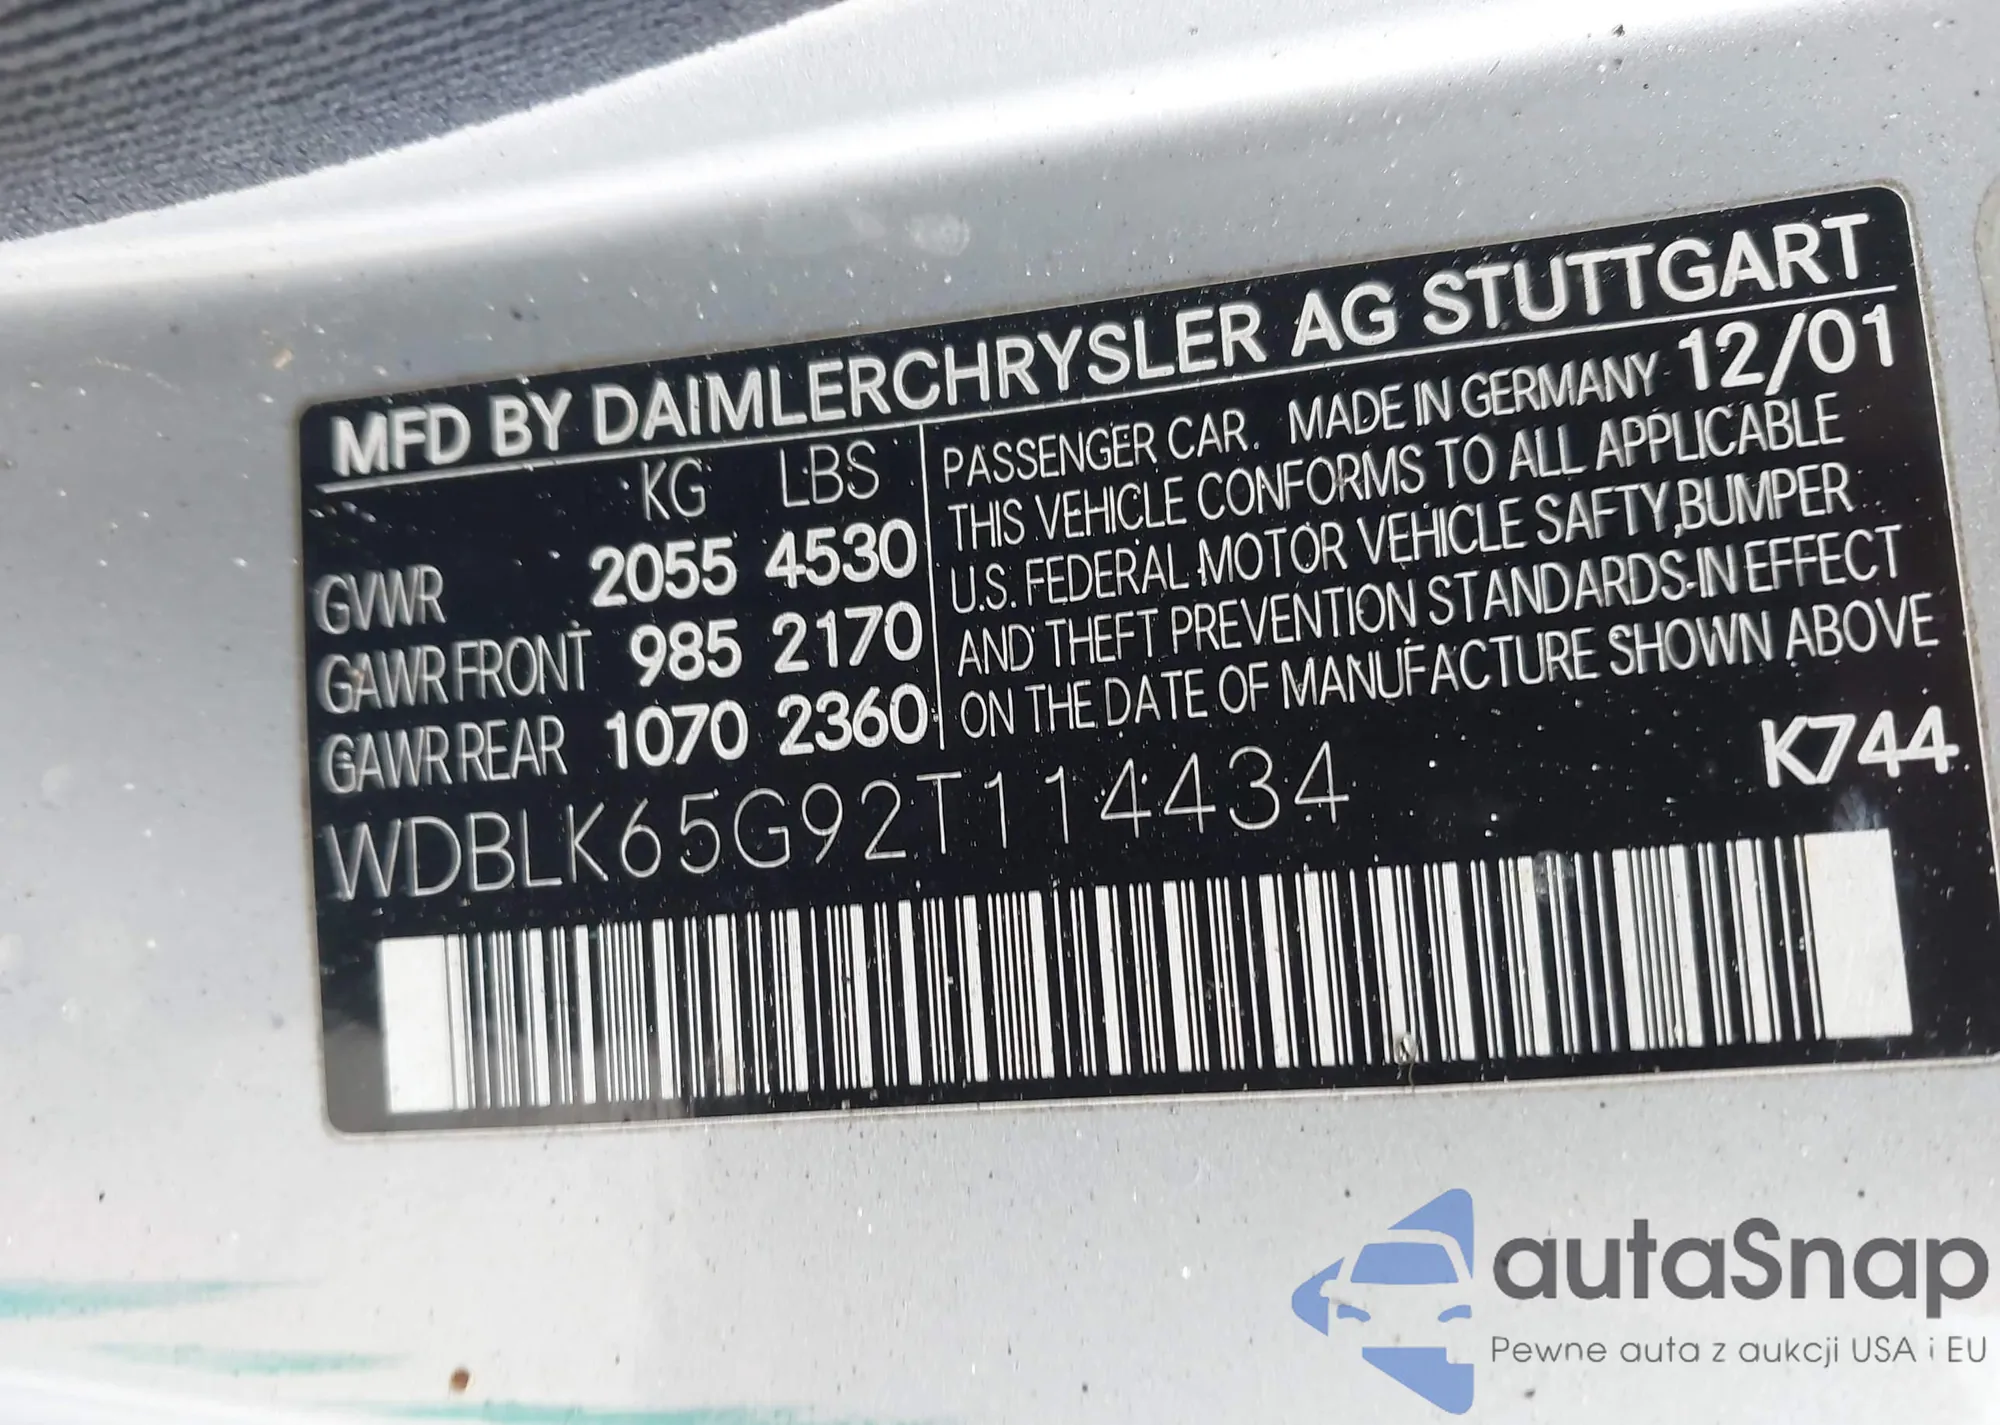 MFD BY DAIMLERCHRYSLER AG STUTTGART
KG LBS
GVWR 2055 4530
GAWR FRONT 985 2170
GAWR REAR 1070 2360
PASSENGER CAR. MADE IN GERMANY 12/01
THIS VEHICLE CONFORMS TO ALL APPLICABLE
U.S. FEDERAL MOTOR VEHICLE SAFTY,BUMPER
AND THEFT PREVENTION STANDARDS IN EFFECT
ON THE DATE OF MANUFACTURE SHOWN ABOVE
WDBLK65G92T114434
K744
autaSnap
Pewne auta z aukcji USA i EU